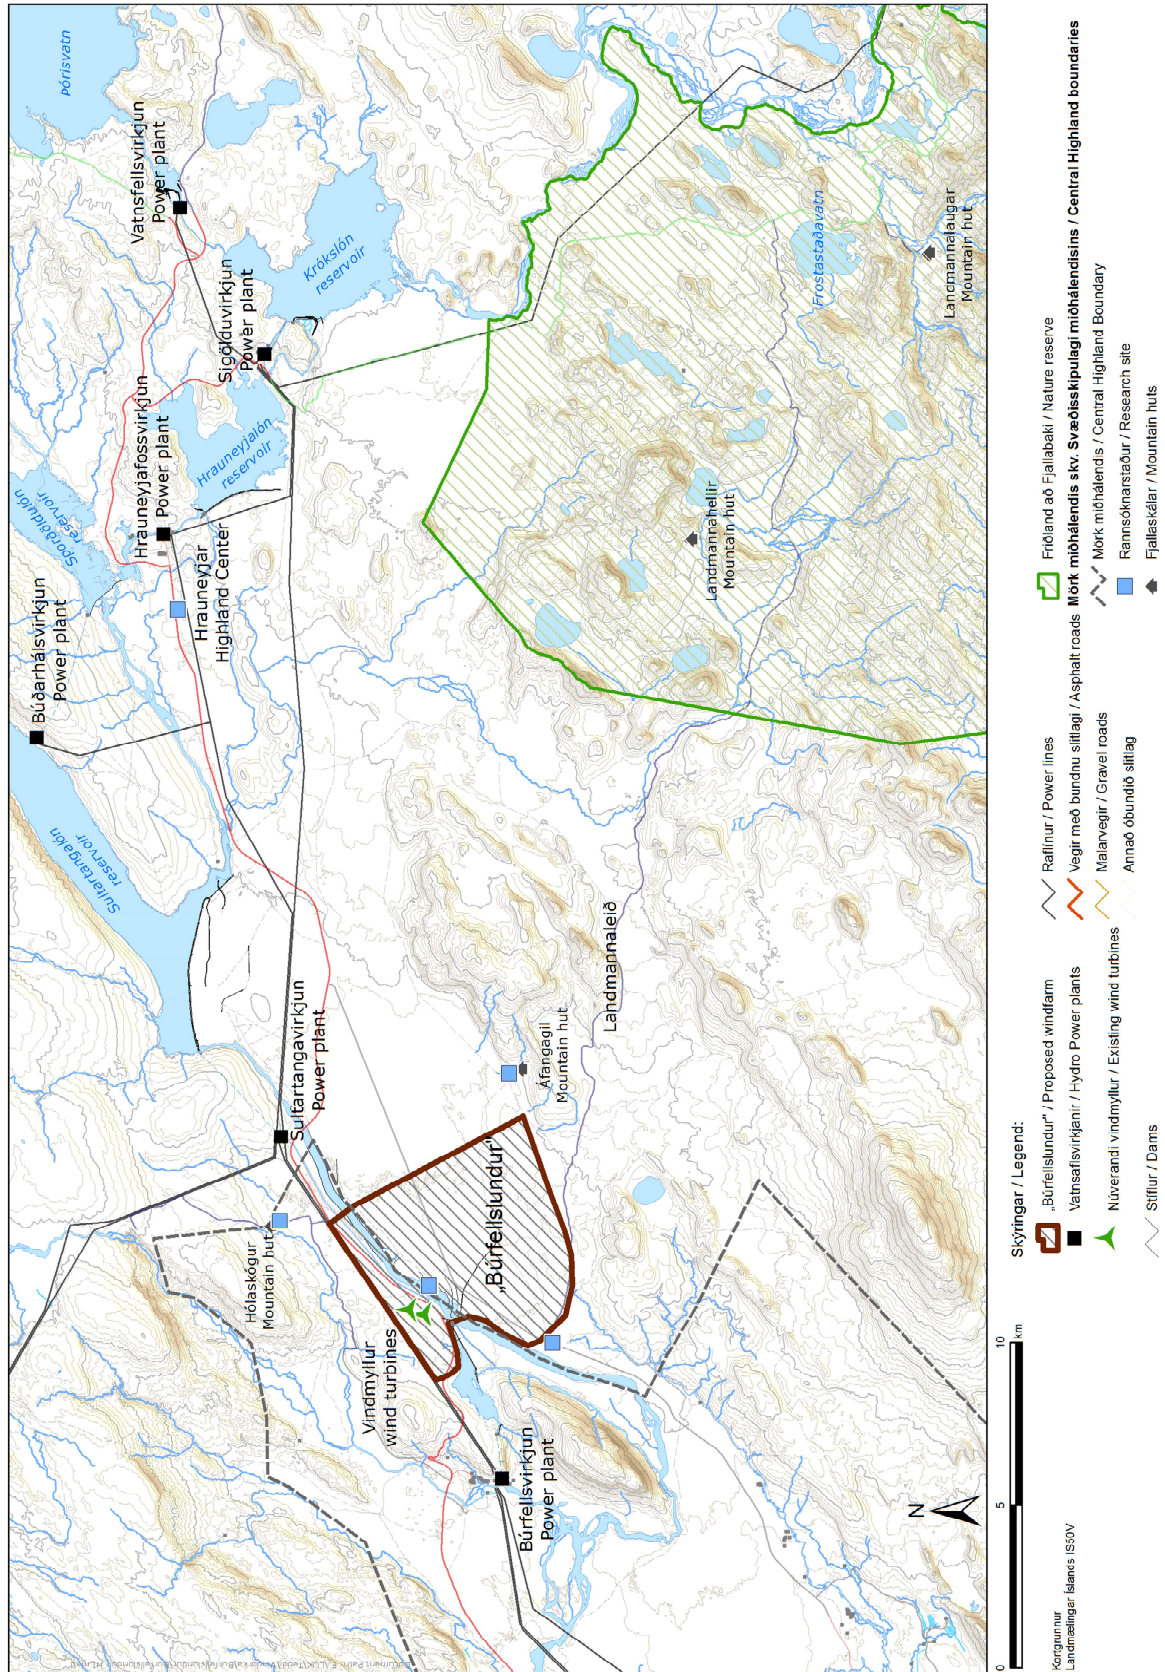 Þórisvatn
Vatnsfellsvirkjun
Power plant
Krókslón
reservoir
Sigölduvirkjun
Power plant
Hrauneyjafossvirkjun
Power plant
Hrauneyjalón
reservoir
Sporðöldulón
reservoir
Búðarhálsvirkjun
Power plant
Hrauneyjar
Highland Center
Sultartangalón
reservoir
Sultartangavirkjun
Power plant
Hólaskógur
Mountain hut
Vindmyllur
wind turbines
„Búrfellslundur"
Búrfellsvirkjun
Power plant
Áfangagil
Mountain hut
Landmannaleið
Landmannahellir
Mountain hut
Frostastaðavatn
Landmannalaugar
Mountain hut
N
0
5
10
km
Kortgrunnur
Landmælingar Íslands IS50V
Skýringar / Legend:
„Búrfellslundur" / Proposed windfarm
Vatnsaflsvirkjanir / Hydro Power plants
Núverandi vindmyllur / Existing wind turbines
Stíflur / Dams
Raflínur / Power lines
Vegir með bundnu slitlagi / Asphalt roads
Malarvegir / Gravel roads
Annað óbundið slitlag
Friðland að Fjallabaki / Nature reserve
Mörk miðhálendis skv. Svæðisskipulagi miðhálendisins / Central Highland boundaries
Mörk miðhálendis / Central Highland Boundary
Rannsóknarstaður / Research site
Fjallaskálar / Mountain huts